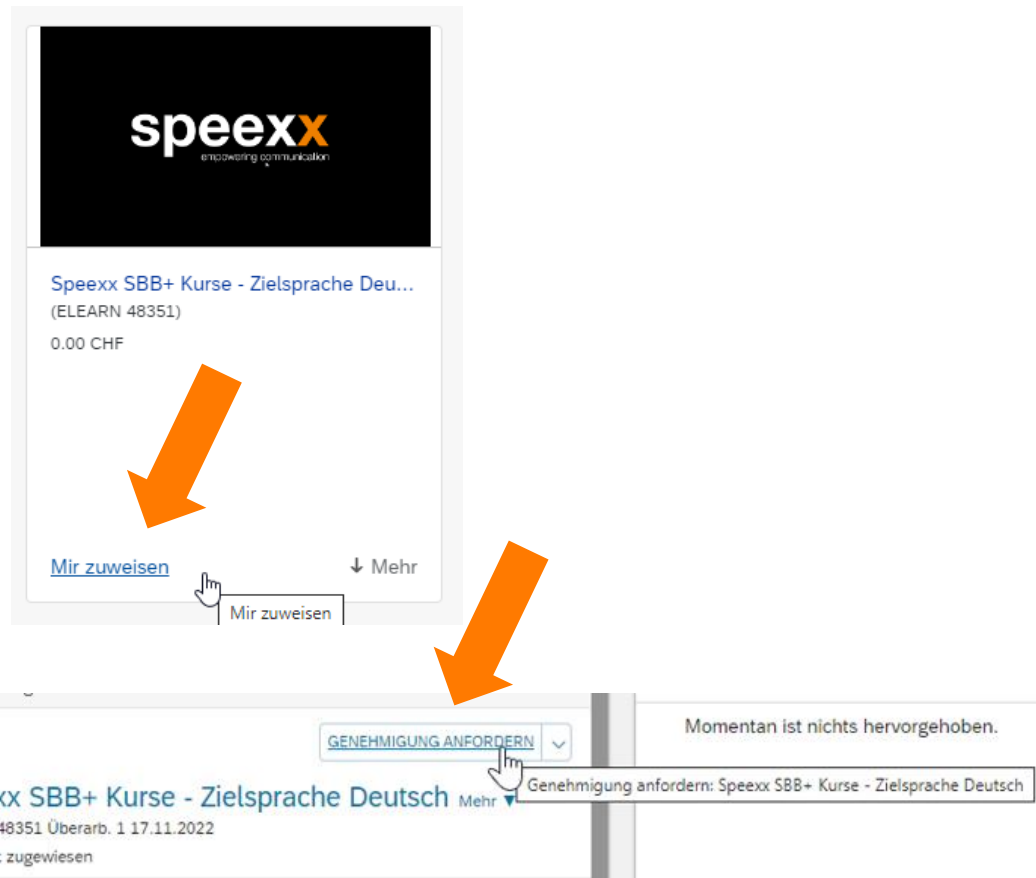 speexx
empowering communication
Speexx SBB+ Kurse - Zielsprache Deu...
(ELEARN 48351)
0.00 CHF
Mir zuweisen
↓ Mehr
Mir zuweisen
GENEHMIGUNG ANFORDERN
Momentan ist nichts hervorgehoben.
Genehmigung anfordern: Speexx SBB+ Kurse - Zielsprache Deutsch
xx SBB+ Kurse - Zielsprache Deutsch Mehr ▼
48351 Überarb. 1 17.11.2022
zugewiesen